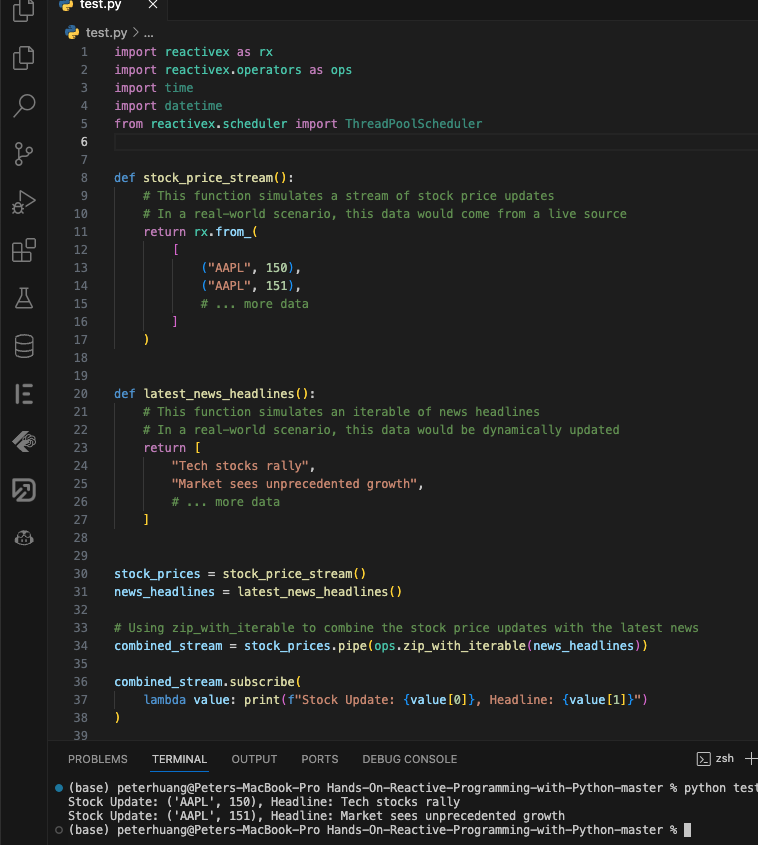 test.py
test.py > ...
1 import reactivex as rx
2 import reactivex.operators as ops
3 import time
4 import datetime
5 from reactivex.scheduler import ThreadPoolScheduler
6
7
8 def stock_price_stream():
9     # This function simulates a stream of stock price updates
10     # In a real-world scenario, this data would come from a live source
11     return rx.from_(
12         [
13             ("AAPL", 150),
14             ("AAPL", 151),
15             # ... more data
16         ]
17     )
18
19
20 def latest_news_headlines():
21     # This function simulates an iterable of news headlines
22     # In a real-world scenario, this data would be dynamically updated
23     return [
24         "Tech stocks rally",
25         "Market sees unprecedented growth",
26         # ... more data
27     ]
28
29
30 stock_prices = stock_price_stream()
31 news_headlines = latest_news_headlines()
32
33 # Using zip_with_iterable to combine the stock price updates with the latest news
34 combined_stream = stock_prices.pipe(ops.zip_with_iterable(news_headlines))
35
36 combined_stream.subscribe(
37     lambda value: print(f"Stock Update: {value[0]}, Headline: {value[1]}")
38 )
39
PROBLEMS TERMINAL OUTPUT PORTS DEBUG CONSOLE zsh
(base) peterhuang@Peters-MacBook-Pro Hands-On-Reactive-Programming-with-Python-master % python test
Stock Update: ('AAPL', 150), Headline: Tech stocks rally
Stock Update: ('AAPL', 151), Headline: Market sees unprecedented growth
(base) peterhuang@Peters-MacBook-Pro Hands-On-Reactive-Programming-with-Python-master %